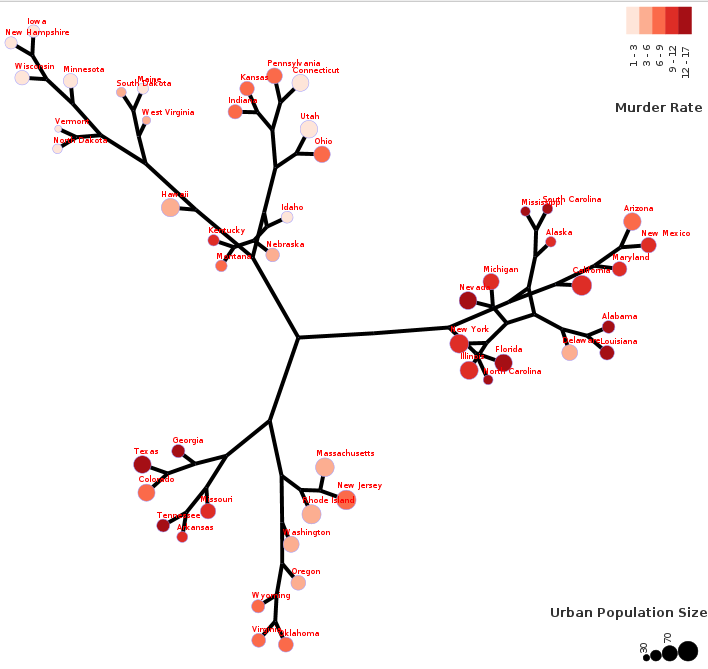 Iowa
New Hampshire
Wisconsin
Minnesota
South Dakota
Maine
West Virginia
Vermont
North Dakota
Hawaii
Pennsylvania
Kansas
Connecticut
Indiana
Utah
Ohio
Idaho
Kentucky
Nebraska
Montana
1 - 3
3 - 6
6 - 9
9 - 12
12 - 17
Murder Rate
Mississippi
South Carolina
Arizona
Alaska
New Mexico
Maryland
Michigan
California
Nevada
Alabama
New York
Delaware
Louisiana
Florida
Illinois
North Carolina
Georgia
Texas
Colorado
Missouri
Tennessee
Arkansas
Massachusetts
New Jersey
Rhode Island
Washington
Oregon
Wyoming
Virginia
Oklahoma
Urban Population Size
30
70